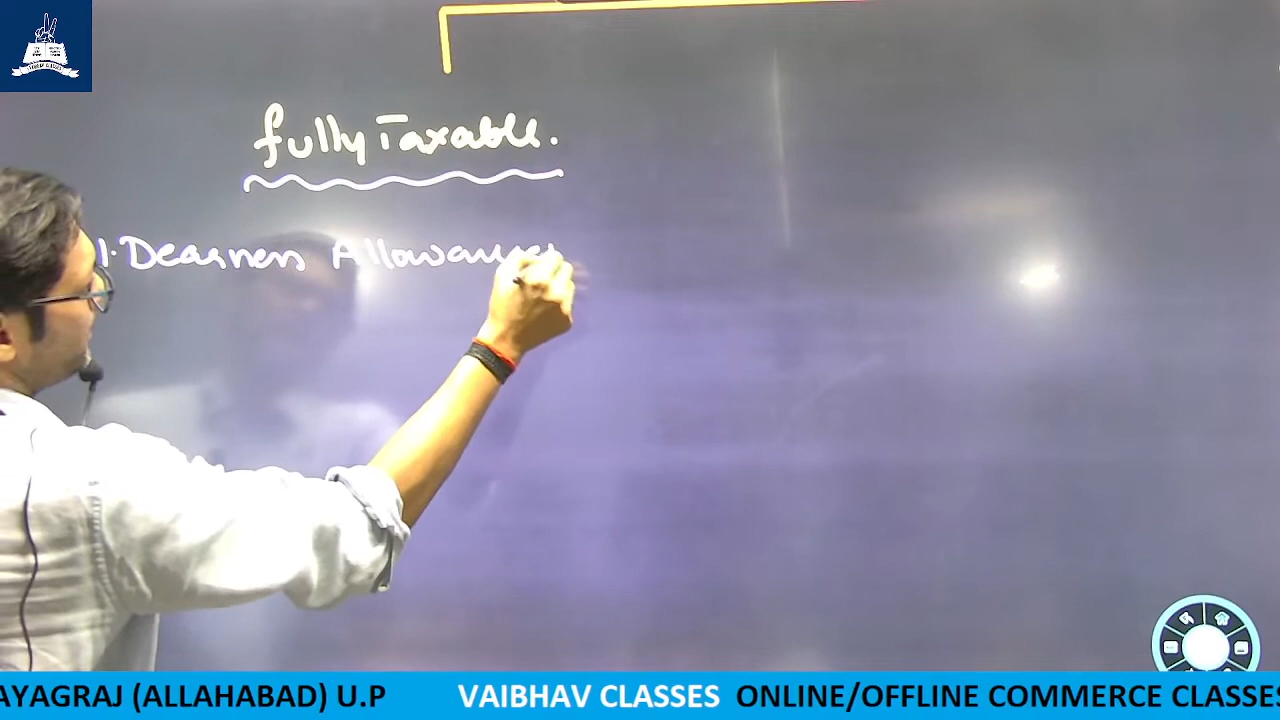 fully Taxable.
1. Dearness Allowance
AYAGRAJ (ALLAHABAD) U.P VAIBHAV CLASSES ONLINE/OFFLINE COMMERCE CLASSES